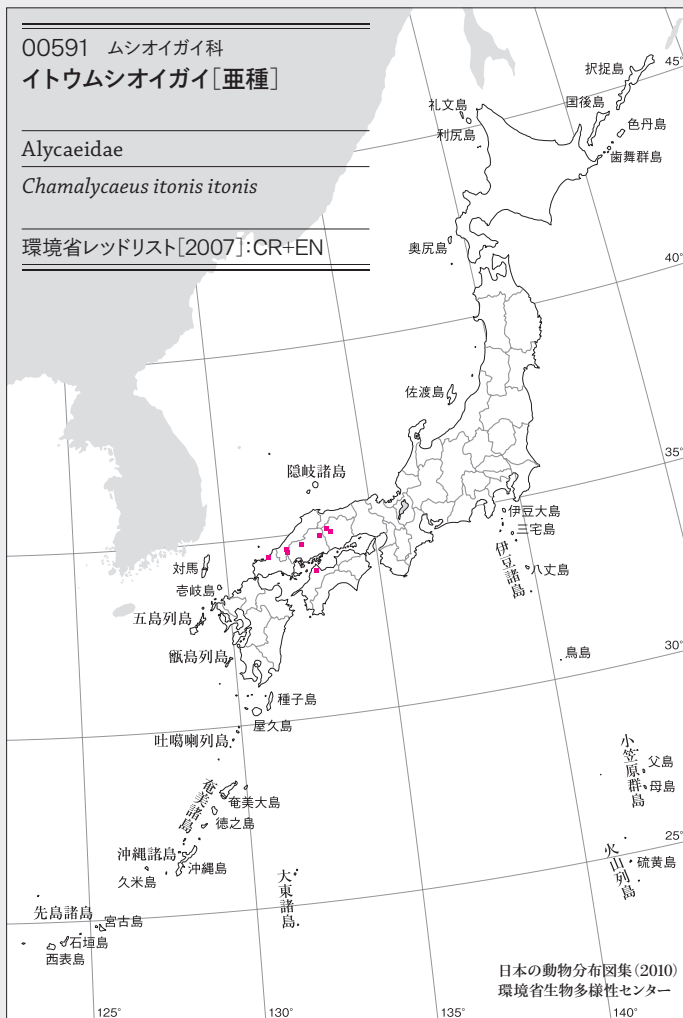 00591 ムシオイガイ科
イトウムシオイガイ[亜種]
Alycaeidae
Chamalycaeus itonis itonis
環境省レッドリスト[2007]:CR+EN
45°
択捉島
国後島
礼文島
色丹島
利尻島
歯舞群島
奥尻島
40°
佐渡島
35°
隠岐諸島
伊豆大島
三宅島
伊豆諸島
八丈島
対馬
壱岐島
五島列島
甑島列島
鳥島
30°
種子島
屋久島
吐噶喇列島
小笠原群島
父島
母島
奄美諸島
奄美大島
徳之島
25°
沖縄諸島
沖縄島
久米島
大東諸島
火山列島
硫黄島
先島諸島
宮古島
石垣島
西表島
日本の動物分布図集(2010)
環境省生物多様性センター
125°
130°
135°
140°